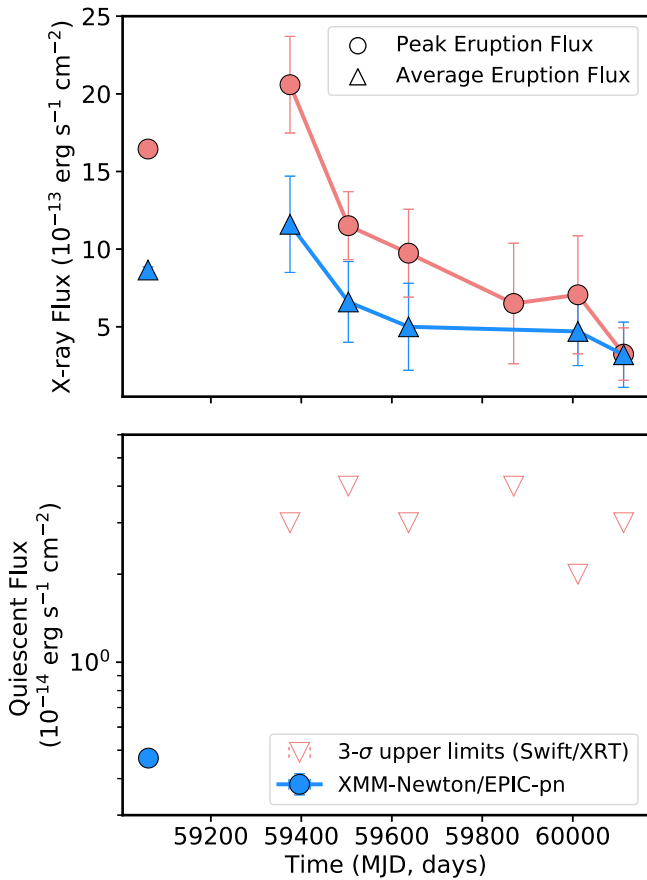 25
20
15
10
5
X-ray Flux (10⁻¹³ erg s⁻¹ cm⁻²)
Peak Eruption Flux
Average Eruption Flux
Quiescent Flux
(10⁻¹⁴ erg s⁻¹ cm⁻²)
10⁰
3-σ upper limits (Swift/XRT)
XMM-Newton/EPIC-pn
59200 59400 59600 59800 60000
Time (MJD, days)